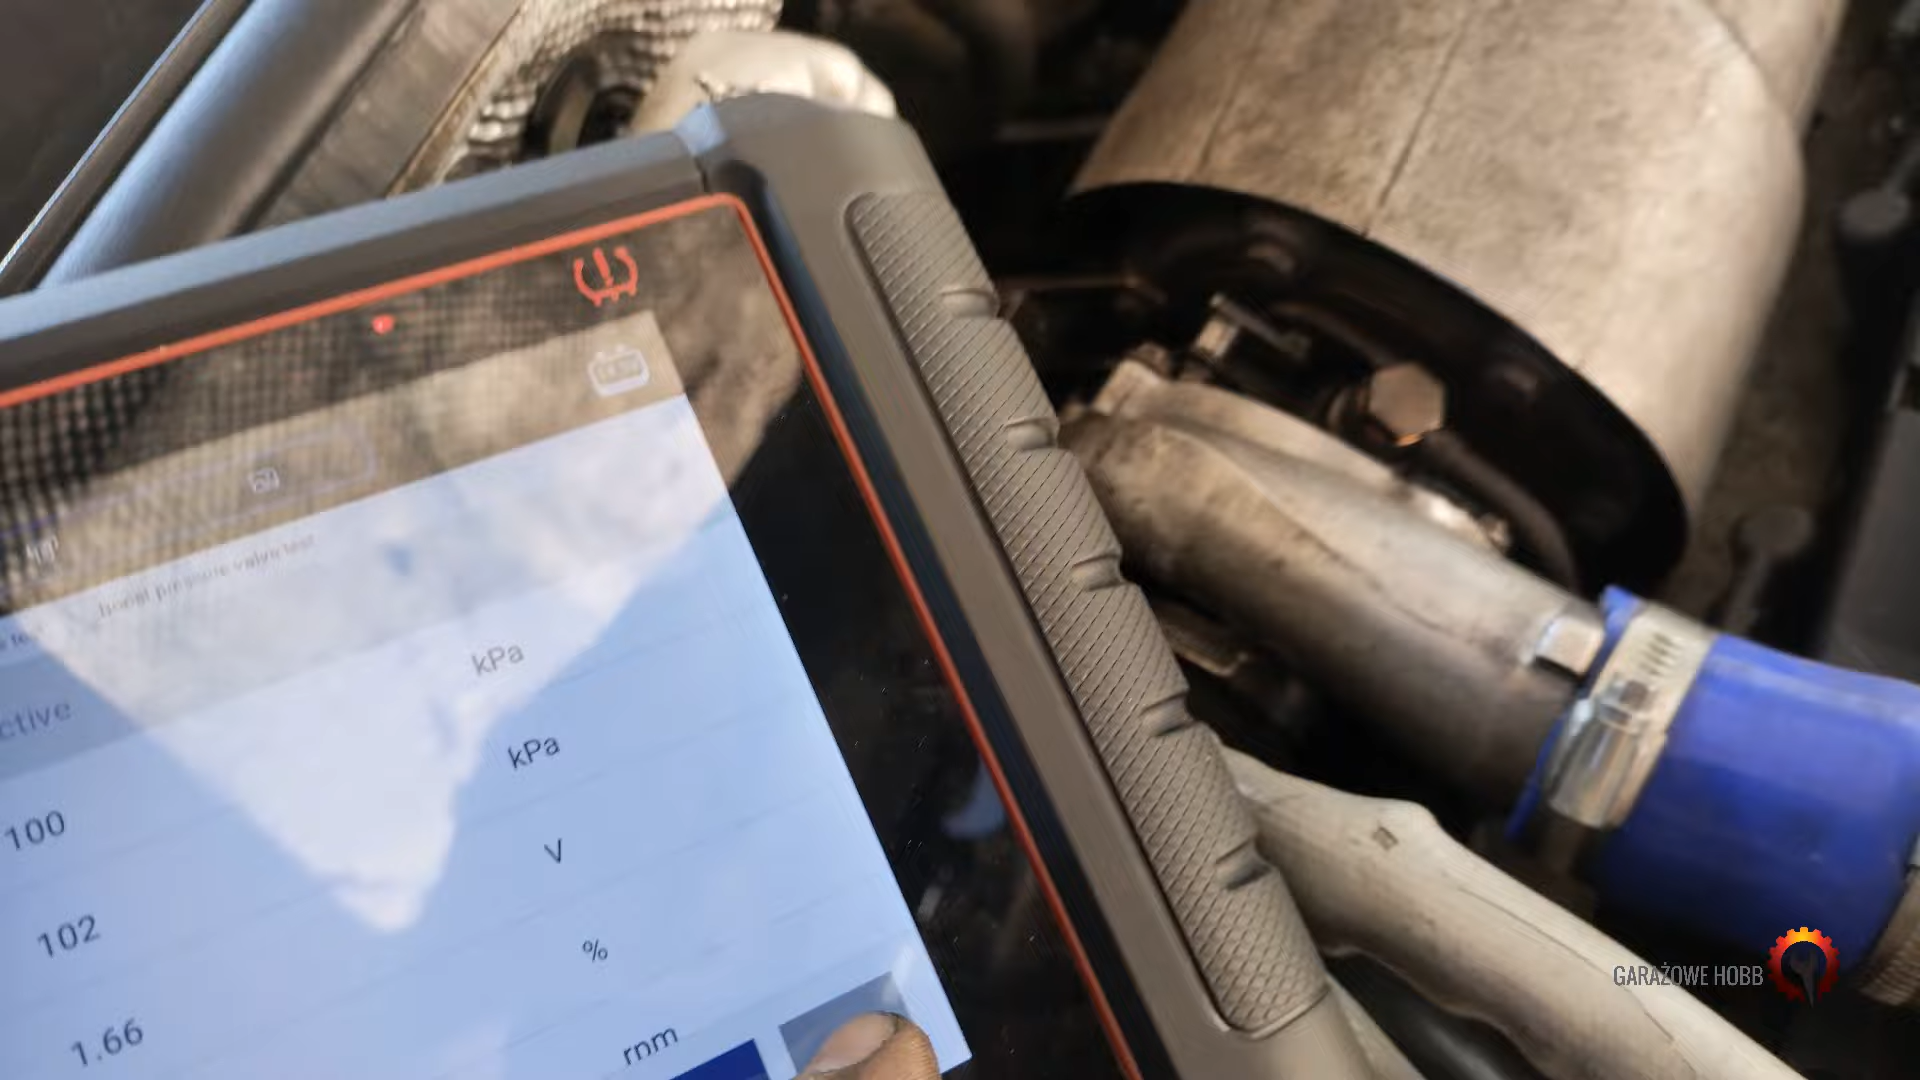 boost pressure valve test
ctive
kPa
100
kPa
102
V
1.66
%
rpm
GARAŻOWE HOBB